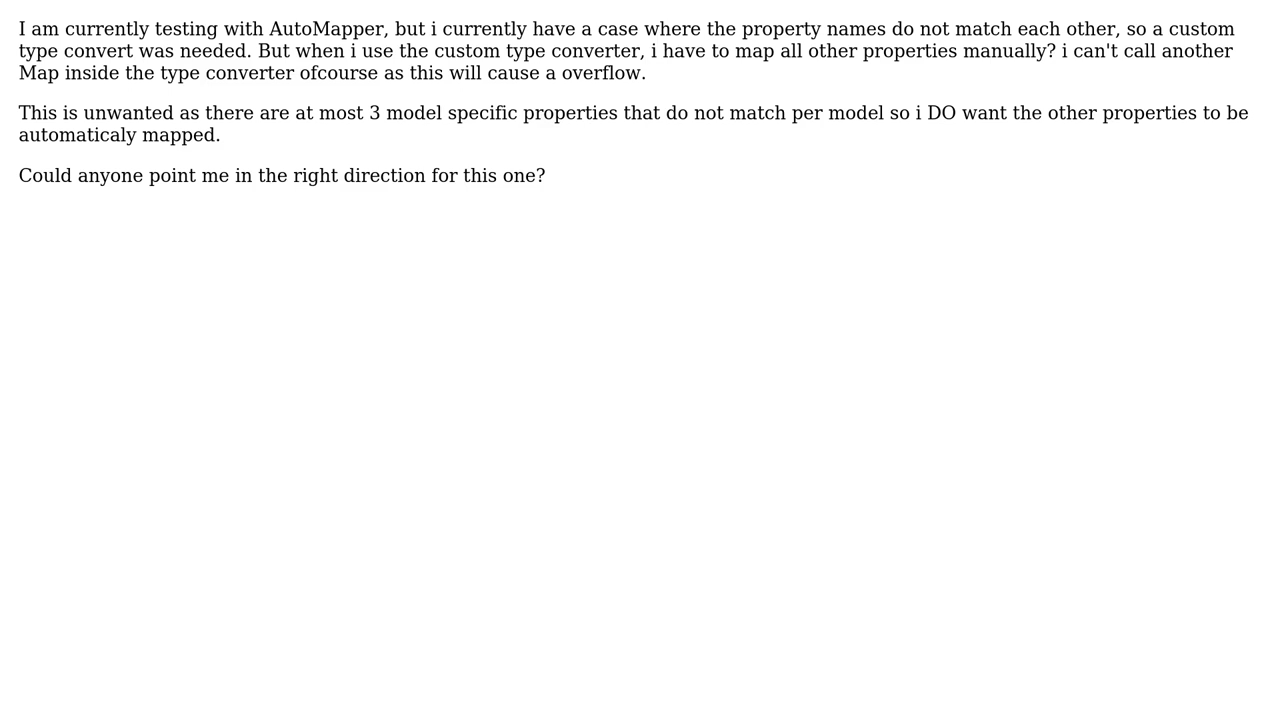 I am currently testing with AutoMapper, but i currently have a case where the property names do not match each other, so a custom
type convert was needed. But when i use the custom type converter, i have to map all other properties manually? i can't call another
Map inside the type converter ofcourse as this will cause a overflow.
This is unwanted as there are at most 3 model specific properties that do not match per model so i DO want the other properties to be
automaticaly mapped.
Could anyone point me in the right direction for this one?